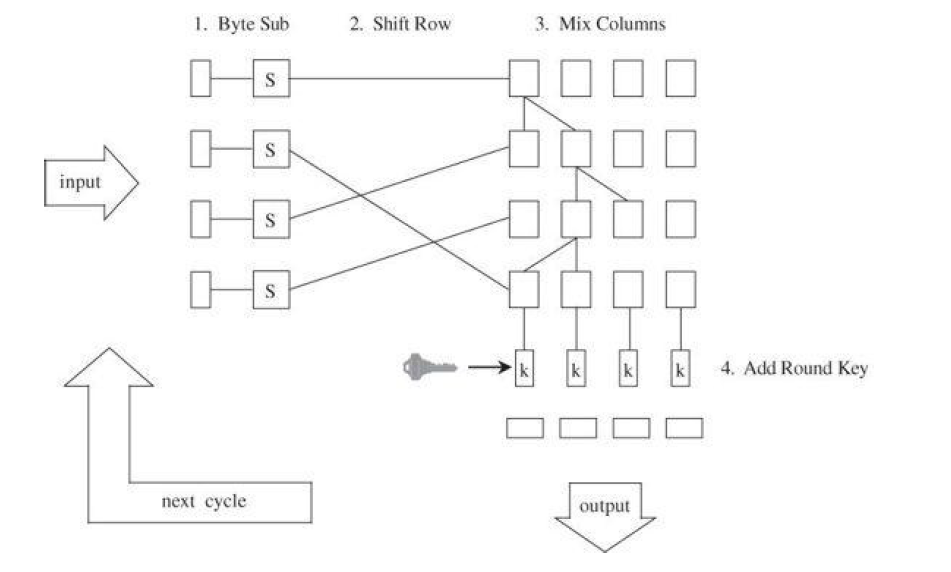 1. Byte Sub
2. Shift Row
3. Mix Columns
S
S
input
S
S
k
k
k
k
4. Add Round Key
next cycle
output